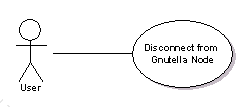 Disconnect from
Gnutella Node
User